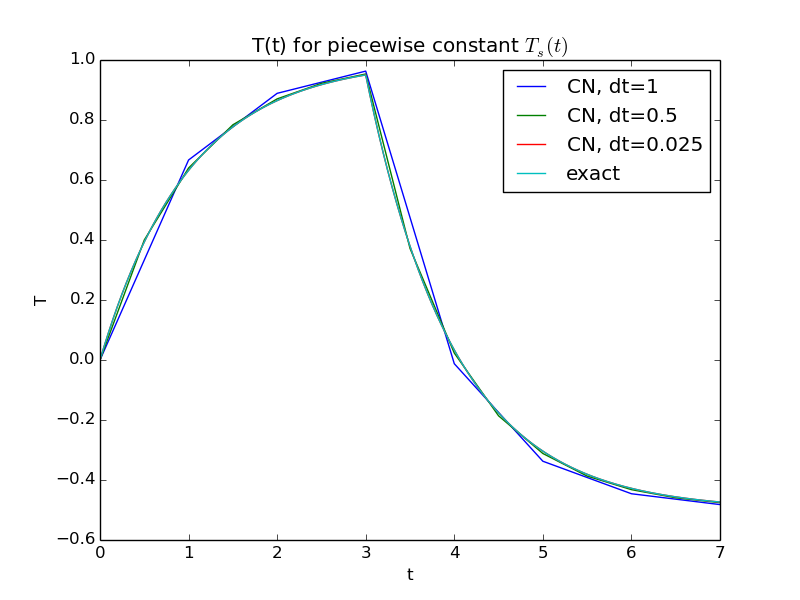 T(t) for piecewise constant $T_s(t)$
CN, dt=1
CN, dt=0.5
CN, dt=0.025
exact
1.0
0.8
0.6
0.4
0.2
0.0
−0.2
−0.4
−0.6
T
0 1 2 3 4 5 6 7
t